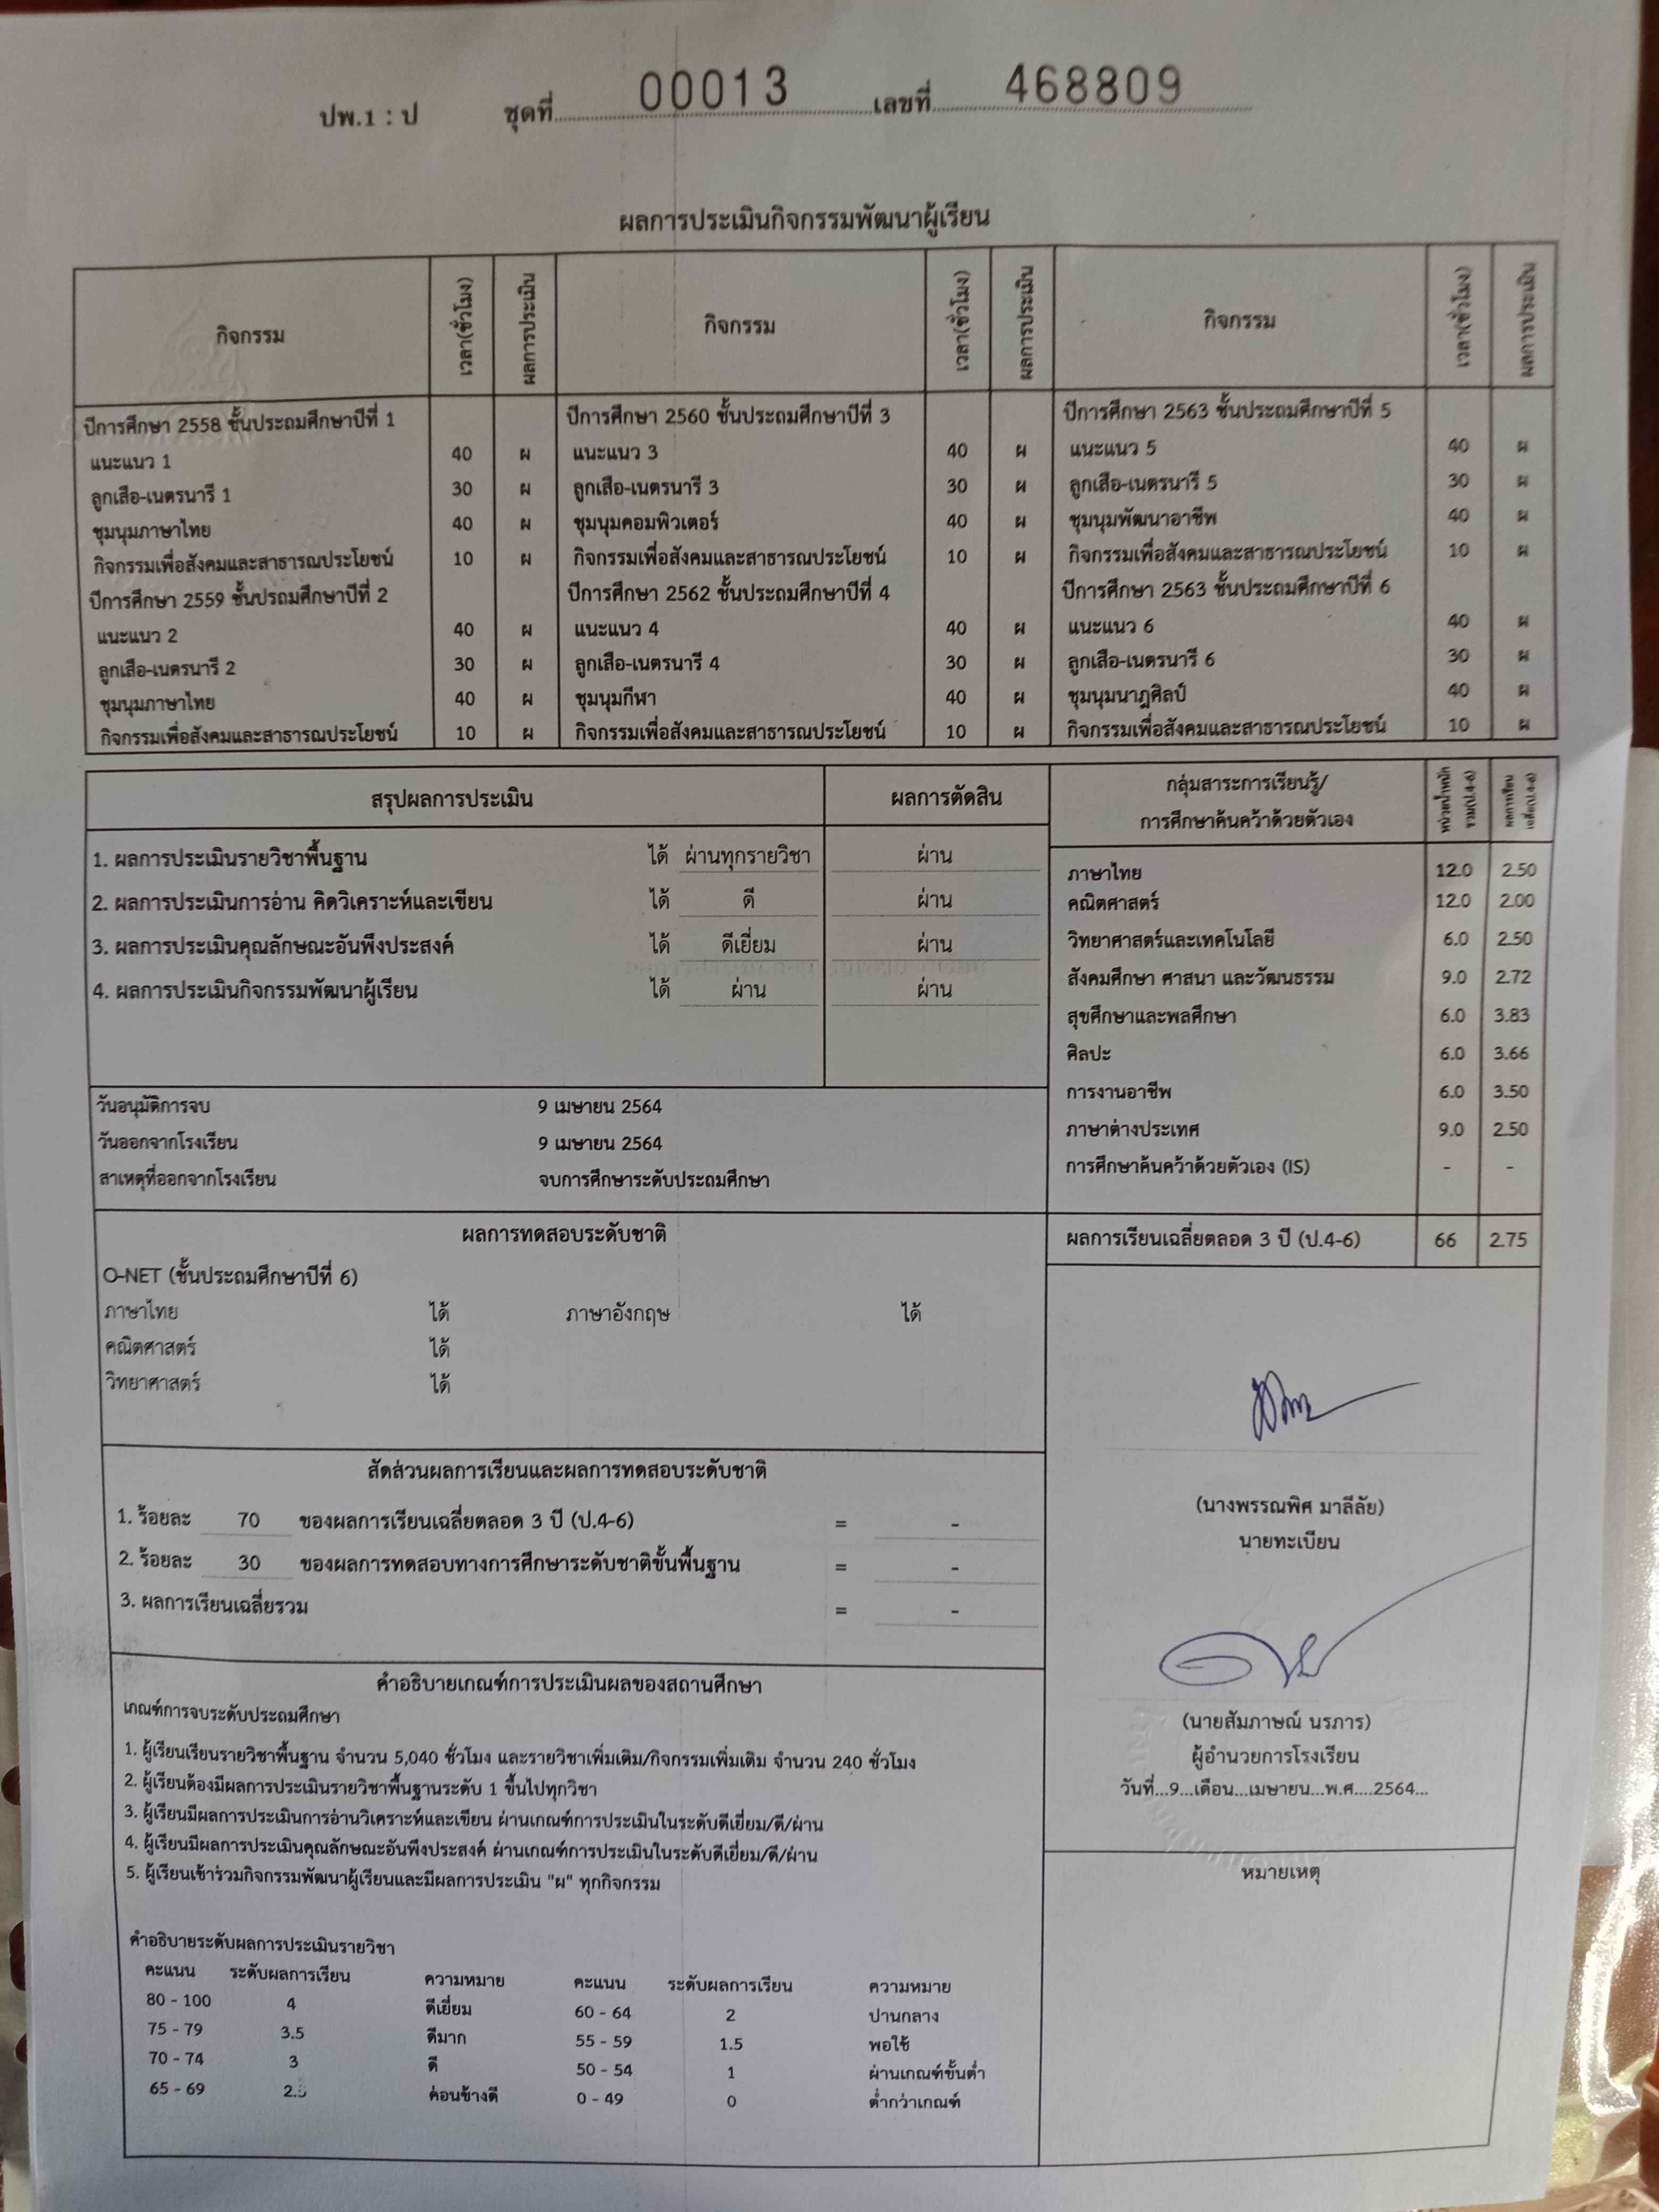 ปพ.1 : ป ชุดที่ 00013 เลขที่ 468809
ผลการประเมินกิจกรรมพัฒนาผู้เรียน
กิจกรรม เวลา(ชั่วโมง) ผลการประเมิน กิจกรรม เวลา(ชั่วโมง) ผลการประเมิน กิจกรรม เวลา(ชั่วโมง) ผลการประเมิน
ปีการศึกษา 2558 ชั้นประถมศึกษาปีที่ 1 ปีการศึกษา 2560 ชั้นประถมศึกษาปีที่ 3 ปีการศึกษา 2563 ชั้นประถมศึกษาปีที่ 5
แนะแนว 1 40 ผ แนะแนว 3 40 ผ แนะแนว 5 40 ผ
ลูกเสือ-เนตรนารี 1 30 ผ ลูกเสือ-เนตรนารี 3 30 ผ ลูกเสือ-เนตรนารี 5 30 ผ
ชุมนุมภาษาไทย 40 ผ ชุมนุมคอมพิวเตอร์ 40 ผ ชุมนุมพัฒนาอาชีพ 40 ผ
กิจกรรมเพื่อสังคมและสาธารณประโยชน์ 10 ผ กิจกรรมเพื่อสังคมและสาธารณประโยชน์ 10 ผ กิจกรรมเพื่อสังคมและสาธารณประโยชน์ 10 ผ
ปีการศึกษา 2559 ชั้นปรถมศึกษาปีที่ 2 ปีการศึกษา 2562 ชั้นประถมศึกษาปีที่ 4 ปีการศึกษา 2563 ชั้นประถมศึกษาปีที่ 6
แนะแนว 2 40 ผ แนะแนว 4 40 ผ แนะแนว 6 40 ผ
ลูกเสือ-เนตรนารี 2 30 ผ ลูกเสือ-เนตรนารี 4 30 ผ ลูกเสือ-เนตรนารี 6 30 ผ
ชุมนุมภาษาไทย 40 ผ ชุมนุมกีฬา 40 ผ ชุมนุมนาฎศิลป์ 40 ผ
กิจกรรมเพื่อสังคมและสาธารณประโยชน์ 10 ผ กิจกรรมเพื่อสังคมและสาธารณประโยชน์ 10 ผ กิจกรรมเพื่อสังคมและสาธารณประโยชน์ 10 ผ
สรุปผลการประเมิน ผลการตัดสิน
1. ผลการประเมินรายวิชาพื้นฐาน ได้ ผ่านทุกรายวิชา ผ่าน
2. ผลการประเมินการอ่าน คิดวิเคราะห์และเขียน ได้ ดี ผ่าน
3. ผลการประเมินคุณลักษณะอันพึงประสงค์ ได้ ดีเยี่ยม ผ่าน
4. ผลการประเมินกิจกรรมพัฒนาผู้เรียน ได้ ผ่าน ผ่าน
วันอนุมัติการจบ 9 เมษายน 2564
วันออกจากโรงเรียน 9 เมษายน 2564
สาเหตุที่ออกจากโรงเรียน จบการศึกษาระดับประถมศึกษา
กลุ่มสาระการเรียนรู้/
การศึกษาค้นคว้าด้วยตัวเอง
หน่วยน้ำหนัก
รวม(ป.4-6)
ผลการเรียน
เฉลี่ย(ป.4-6)
ภาษาไทย 12.0 2.50
คณิตศาสตร์ 12.0 2.00
วิทยาศาสตร์และเทคโนโลยี 6.0 2.50
สังคมศึกษา ศาสนา และวัฒนธรรม 9.0 2.72
สุขศึกษาและพลศึกษา 6.0 3.83
ศิลปะ 6.0 3.66
การงานอาชีพ 6.0 3.50
ภาษาต่างประเทศ 9.0 2.50
การศึกษาค้นคว้าด้วยตัวเอง (IS) - -
ผลการเรียนเฉลี่ยตลอด 3 ปี (ป.4-6) 66 2.75
ผลการทดสอบระดับชาติ
O-NET (ชั้นประถมศึกษาปีที่ 6)
ภาษาไทย ได้ ภาษาอังกฤษ ได้
คณิตศาสตร์ ได้
วิทยาศาสตร์ ได้
สัดส่วนผลการเรียนและผลการทดสอบระดับชาติ
1. ร้อยละ 70 ของผลการเรียนเฉลี่ยตลอด 3 ปี (ป.4-6) = -
2. ร้อยละ 30 ของผลการทดสอบทางการศึกษาระดับชาติขั้นพื้นฐาน = -
3. ผลการเรียนเฉลี่ยรวม = -
(นางพรรณพิศ มาลีลัย)
นายทะเบียน
(นายสัมภาษณ์ นรภาร)
ผู้อำนวยการโรงเรียน
วันที่...9...เดือน...เมษายน...พ.ศ....2564...
หมายเหตุ
คำอธิบายเกณฑ์การประเมินผลของสถานศึกษา
เกณฑ์การจบระดับประถมศึกษา
1. ผู้เรียนเรียนรายวิชาพื้นฐาน จำนวน 5,040 ชั่วโมง และรายวิชาเพิ่มเติม/กิจกรรมเพิ่มเติม จำนวน 240 ชั่วโมง
2. ผู้เรียนต้องมีผลการประเมินรายวิชาพื้นฐานระดับ 1 ขึ้นไปทุกวิชา
3. ผู้เรียนมีผลการประเมินการอ่านวิเคราะห์และเขียน ผ่านเกณฑ์การประเมินในระดับดีเยี่ยม/ดี/ผ่าน
4. ผู้เรียนมีผลการประเมินคุณลักษณะอันพึงประสงค์ ผ่านเกณฑ์การประเมินในระดับดีเยี่ยม/ดี/ผ่าน
5. ผู้เรียนเข้าร่วมกิจกรรมพัฒนาผู้เรียนและมีผลการประเมิน "ผ" ทุกกิจกรรม
คำอธิบายระดับผลการประเมินรายวิชา
คะแนน ระดับผลการเรียน ความหมาย คะแนน ระดับผลการเรียน ความหมาย
80 - 100 4 ดีเยี่ยม 60 - 64 2 ปานกลาง
75 - 79 3.5 ดีมาก 55 - 59 1.5 พอใช้
70 - 74 3 ดี 50 - 54 1 ผ่านเกณฑ์ขั้นต่ำ
65 - 69 2.5 ค่อนข้างดี 0 - 49 0 ต่ำกว่าเกณฑ์